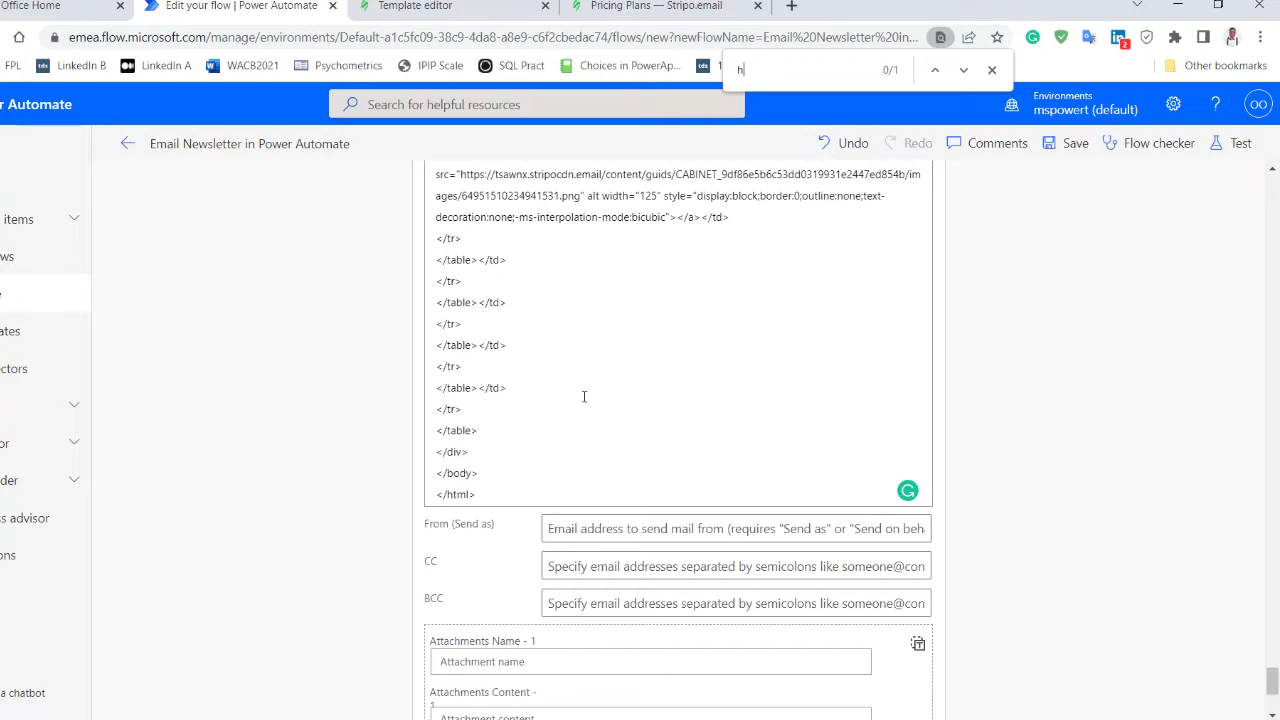 Office Home
Edit your flow | Power Automate
Template editor
Pricing Plans — Stripo.email
emea.flow.microsoft.com/manage/environments/Default-a1c5fc09-38c9-4da8-a8e9-c6f2cbedac74/flows/new?newFlowName=Email%20Newsletter%20in...
2
FPL
LinkedIn B
LinkedIn A
WACB2021
Psychometrics
IPIP Scale
SQL Pract
Choices in PowerAp...
Other bookmarks
h
0/1
r Automate
Search for helpful resources
Environments
mspowert (default)
OO
Email Newsletter in Power Automate
Undo
Redo
Comments
Save
Flow checker
Test
src="https://tsawnx.stripocdn.email/content/guids/CABINET_9df86e5b6c53dd0319931e2447ed854b/im
ages/64951510234941531.png" alt width="125" style="display:block;border:0;outline:none;text-
decoration:none;-ms-interpolation-mode:bicubic"></a></td>
</tr>
</table></td>
</tr>
</table></td>
</tr>
</table></td>
</tr>
</table></td>
</tr>
</table>
</div>
</body>
</html>
items
ws
e
ates
ectors
or
der
s advisor
ons
a chatbot
From (Send as)
Email address to send mail from (requires "Send as" or "Send on beh
CC
Specify email addresses separated by semicolons like someone@con
BCC
Specify email addresses separated by semicolons like someone@con
Attachments Name - 1
Attachment name
Attachments Content -
1
Attachment content